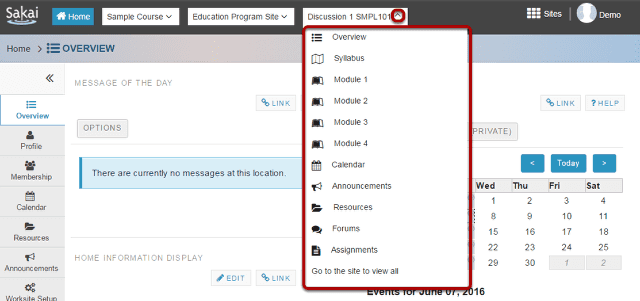 Sakai
Home
Sample Course
Education Program Site
Discussion 1 SMPL101
Sites
Demo
Home > OVERVIEW
MESSAGE OF THE DAY
LINK
LINK
? HELP
OPTIONS
PRIVATE)
There are currently no messages at this location.
HOME INFORMATION DISPLAY
EDIT
LINK
Overview
Profile
Membership
Calendar
Resources
Announcements
Worksite Setup
Overview
Syllabus
Module 1
Module 2
Module 3
Module 4
Calendar
Announcements
Resources
Forums
Assignments
Go to the site to view all
< Today >
Wed Thu Fri Sat
1 2 3 4
8 9 10 11
15 16 17 18
22 23 24 25
29 30 1 2
Events for June 07, 2016